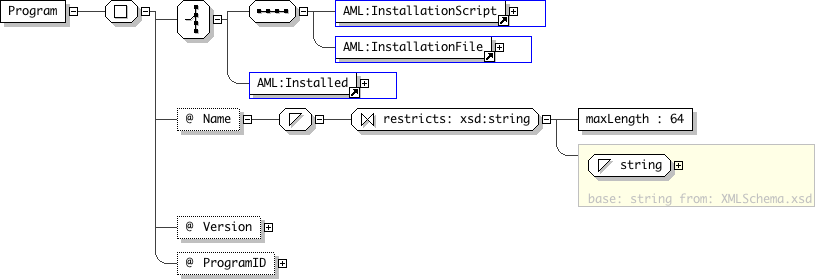 Program
AML:InstallationScript
AML:InstallationFile
AML:Installed
@ Name
restricts: xsd:string
maxLength : 64
string
base: string from: XMLSchema.xsd
@ Version
@ ProgramID